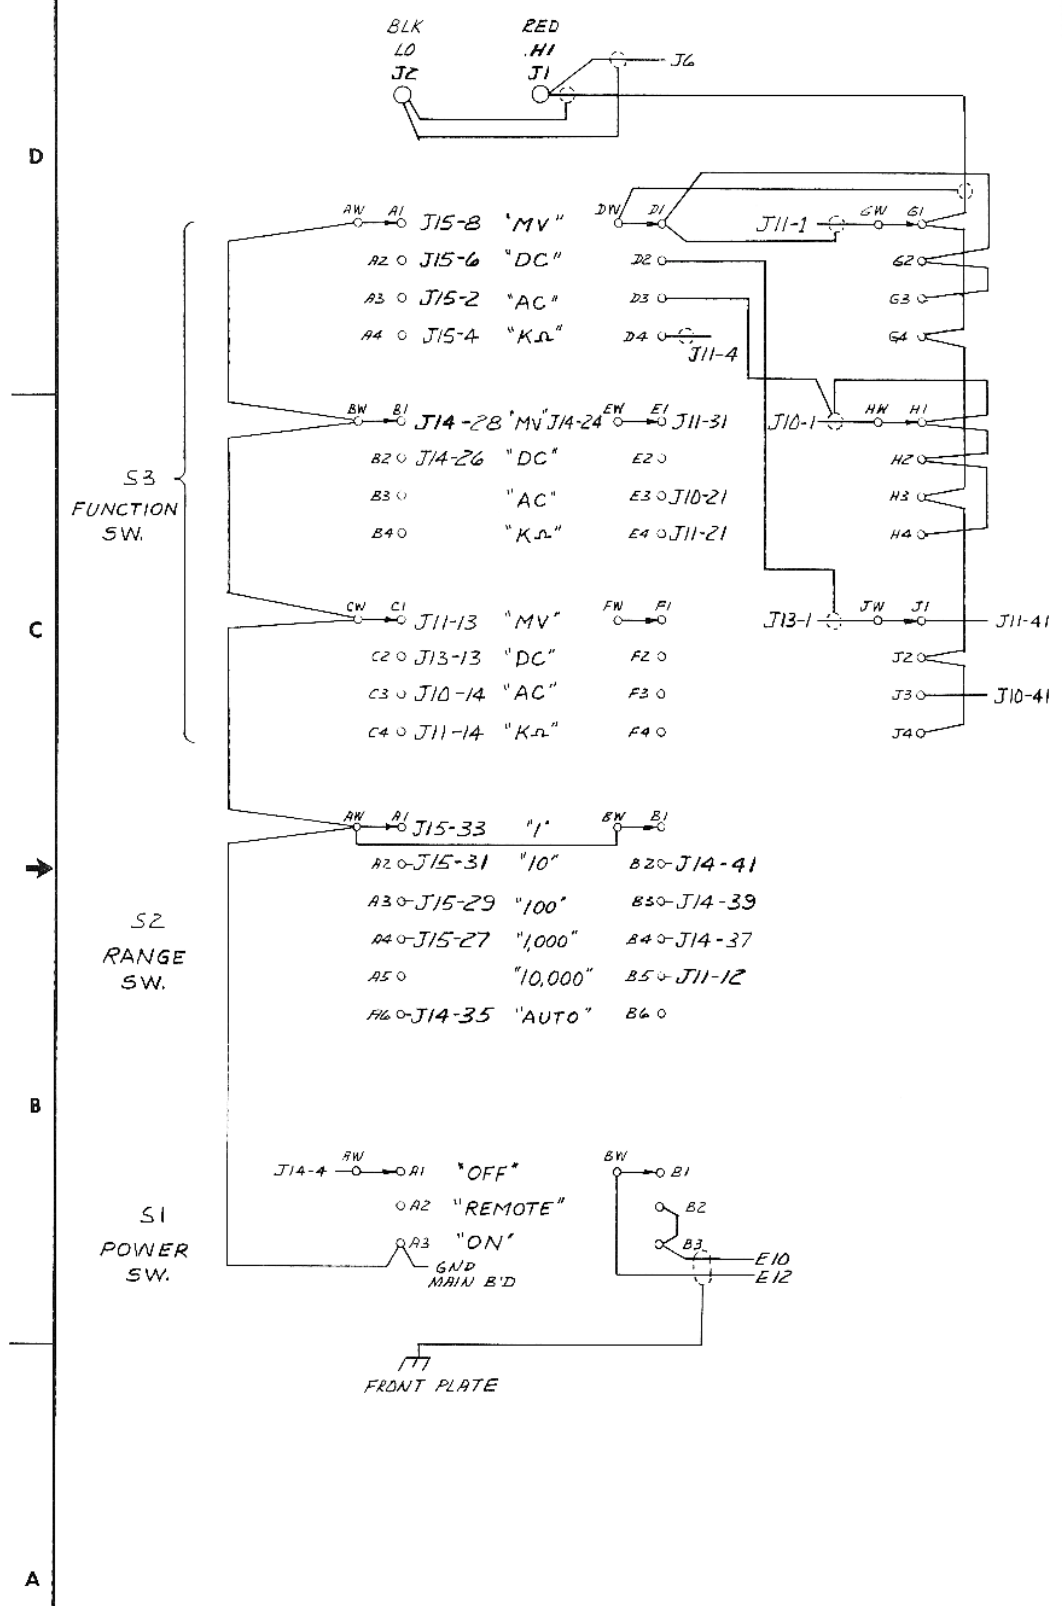 BLK RED
LO HI
J2 J1 J6
D
AW A1 J15-8 "MV" DW D1 J11-1 GW G1
A2 J15-6 "DC" D2 G2
A3 J15-2 "AC" D3 G3
A4 J15-4 "KΩ" D4 J11-4 G4
BW B1 J14-28 "MV" J14-24 EW E1 J11-31 J10-1 HW H1
B2 J14-26 "DC" E2 H2
B3 "AC" E3 J10-21 H3
B4 "KΩ" E4 J11-21 H4
S3
FUNCTION
SW.
C
CW C1 J11-13 "MV" FW F1 J13-1 JW J1 J11-41
C2 J13-13 "DC" F2 J2
C3 J10-14 "AC" F3 J3 J10-41
C4 J11-14 "KΩ" F4 J4
AW A1 J15-33 "1" BW B1
A2 J15-31 "10" B2 J14-41
A3 J15-29 "100" B3 J14-39
A4 J15-27 "1,000" B4 J14-37
A5 "10,000" B5 J11-12
A6 J14-35 "AUTO" B6
S2
RANGE
SW.
B
J14-4 AW A1 "OFF" BW B1
A2 "REMOTE" B2
A3 "ON" B3
S1
POWER
SW.
GND
MAIN B'D
E10
E12
FRONT PLATE
A